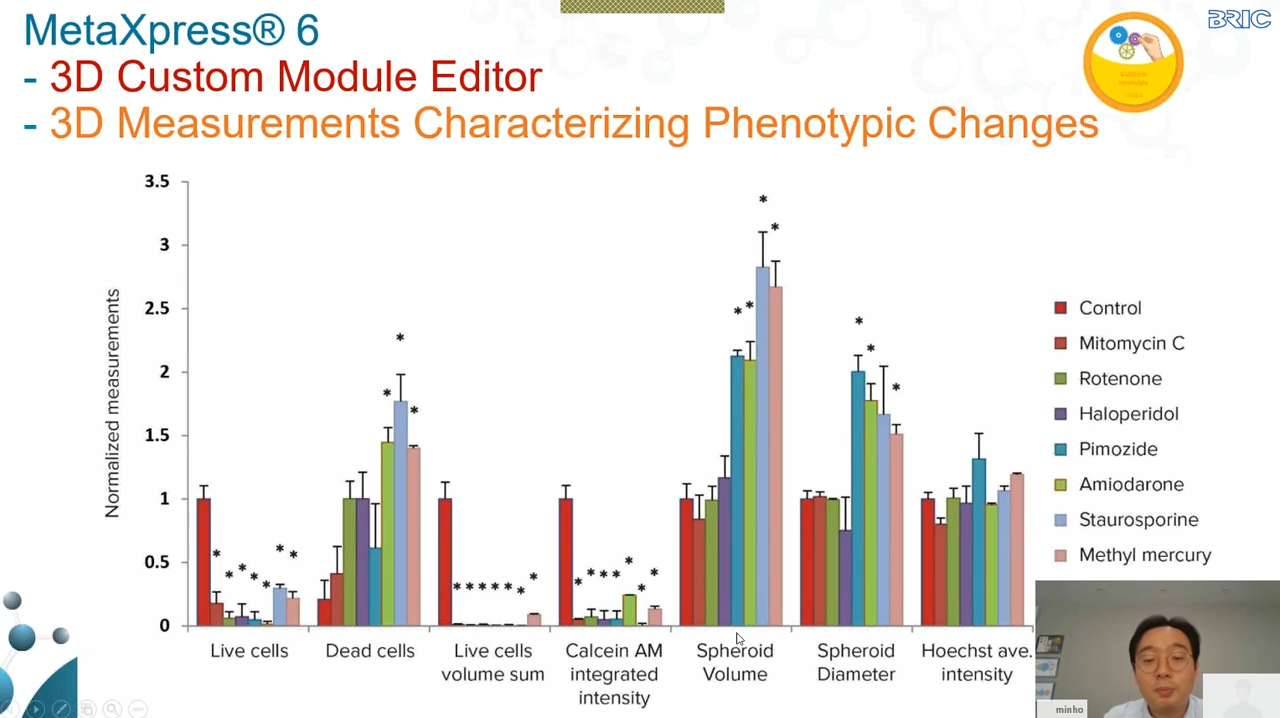 MetaXpress® 6
- 3D Custom Module Editor
- 3D Measurements Characterizing Phenotypic Changes
BRIC
Custom
3.5
3
2.5
2
1.5
1
0.5
0
Normalized measurements
* * * * * * *
* * *
* * * * * * *
* * * * * * *
* * * *
* * *
Live cells
Dead cells
Live cells
volume sum
Calcein AM
integrated
intensity
Spheroid
Volume
Spheroid
Diameter
Hoechst ave.
intensity
Control
Mitomycin C
Rotenone
Haloperidol
Pimozide
Amiodarone
Staurosporine
Methyl mercury
minho